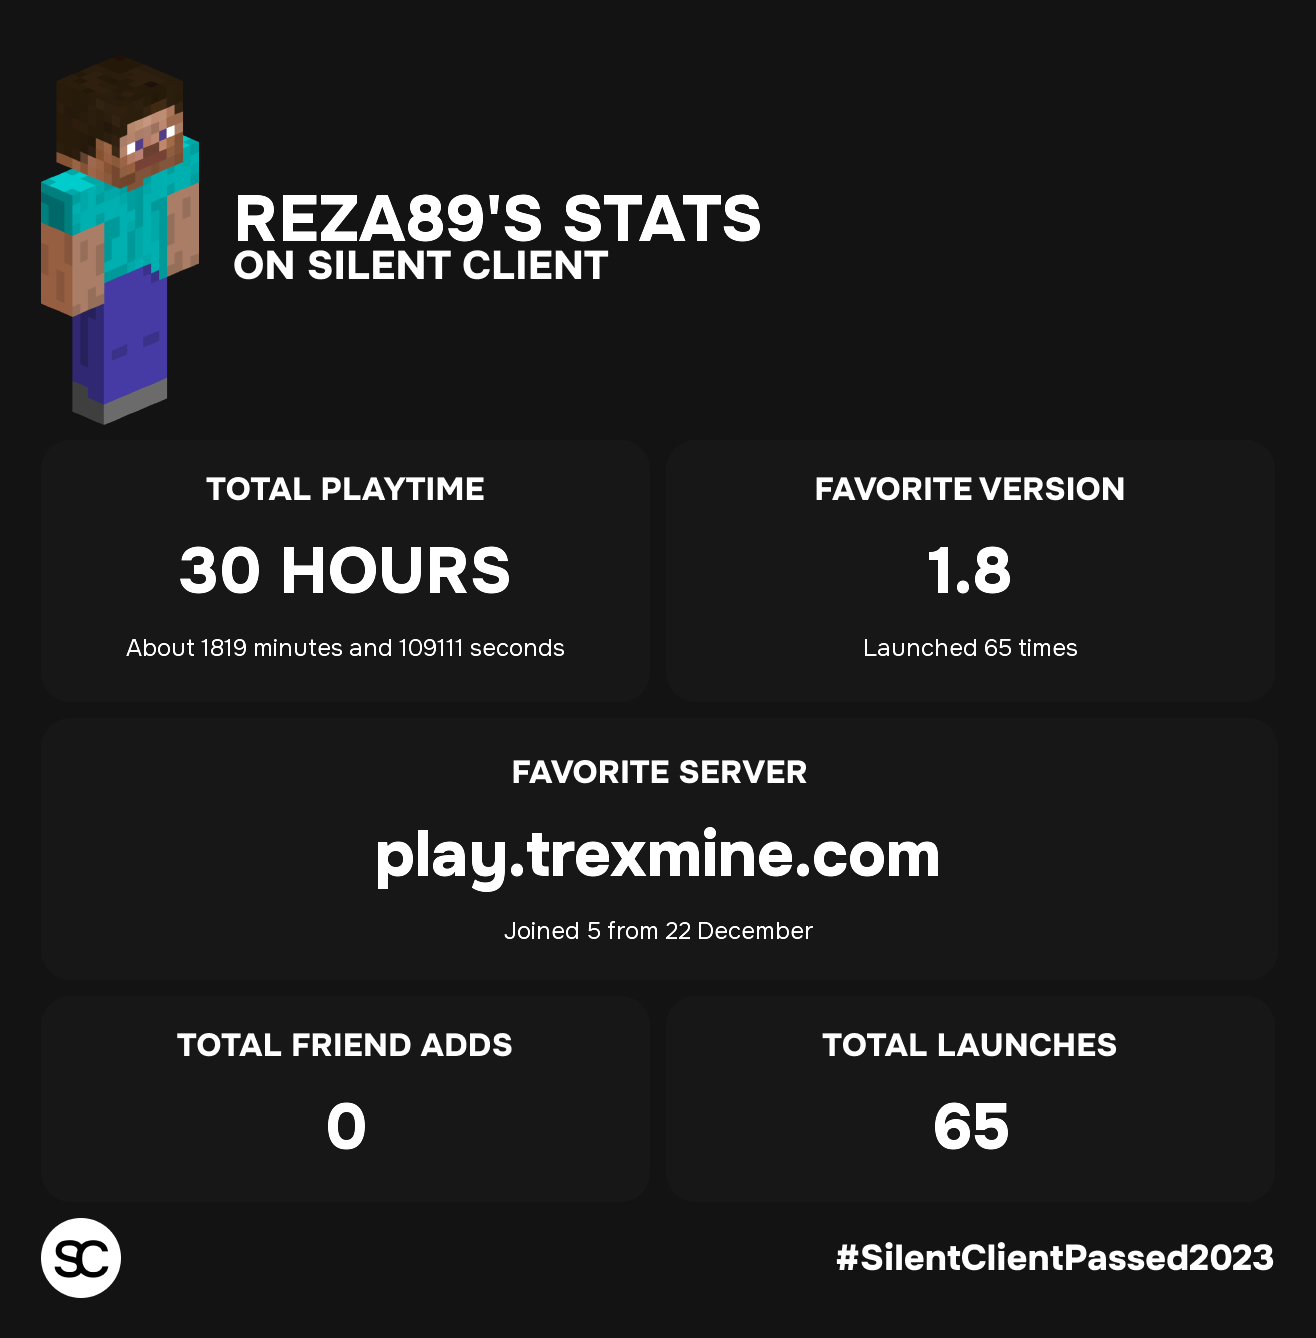 REZA89'S STATS
ON SILENT CLIENT
TOTAL PLAYTIME
30 HOURS
About 1819 minutes and 109111 seconds
FAVORITE VERSION
1.8
Launched 65 times
FAVORITE SERVER
play.trexmine.com
Joined 5 from 22 December
TOTAL FRIEND ADDS
0
TOTAL LAUNCHES
65
SC
#SilentClientPassed2023